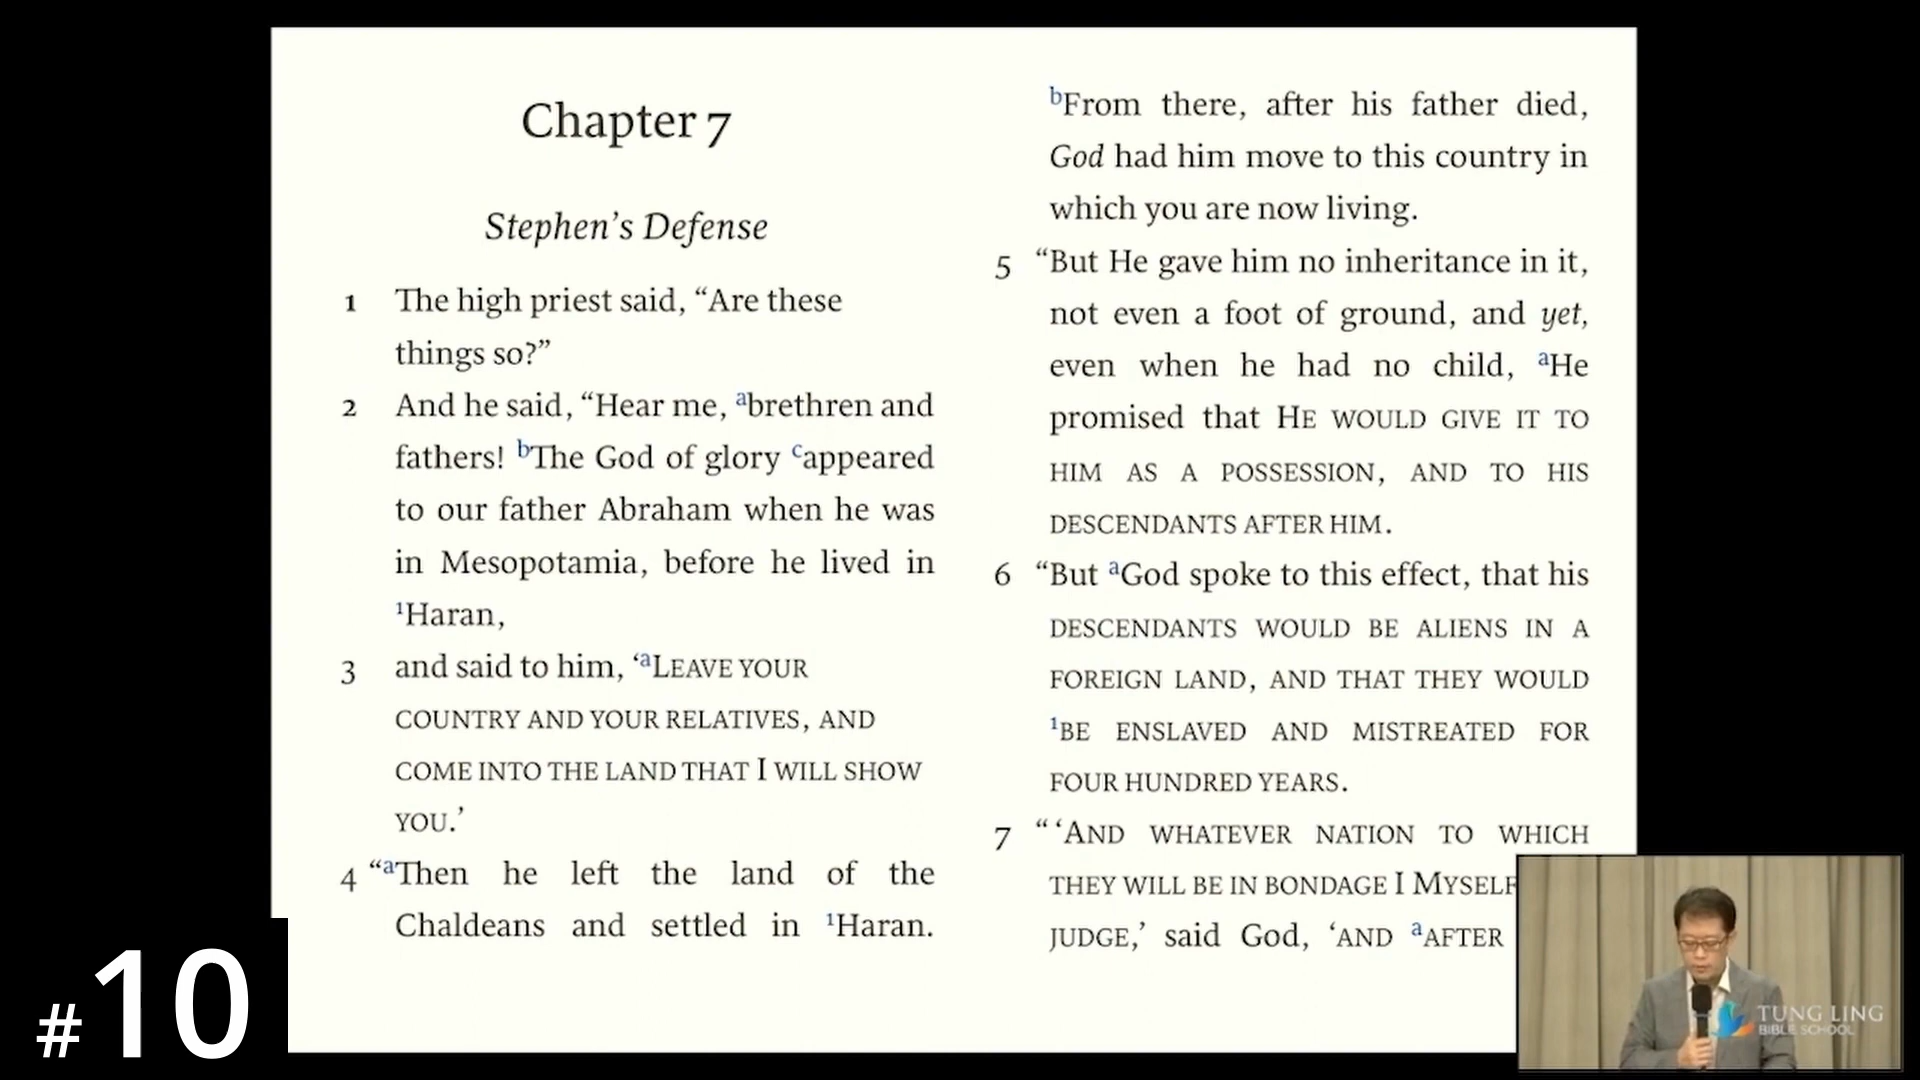 Chapter 7
Stephen’s Defense
1 The high priest said, “Are these
things so?”
2 And he said, “Hear me, ᵃbrethren and
fathers! ᵇThe God of glory ᶜappeared
to our father Abraham when he was
in Mesopotamia, before he lived in
¹Haran,
3 and said to him, ‘ᵃLEAVE YOUR
COUNTRY AND YOUR RELATIVES, AND
COME INTO THE LAND THAT I WILL SHOW
YOU.’
4 “ᵃThen he left the land of the
Chaldeans and settled in ¹Haran.
ᵇFrom there, after his father died,
God had him move to this country in
which you are now living.
5 “But He gave him no inheritance in it,
not even a foot of ground, and yet,
even when he had no child, ᵃHe
promised that HE WOULD GIVE IT TO
HIM AS A POSSESSION, AND TO HIS
DESCENDANTS AFTER HIM.
6 “But ᵃGod spoke to this effect, that his
DESCENDANTS WOULD BE ALIENS IN A
FOREIGN LAND, AND THAT THEY WOULD
¹BE ENSLAVED AND MISTREATED FOR
FOUR HUNDRED YEARS.
7 “ ‘AND WHATEVER NATION TO WHICH
THEY WILL BE IN BONDAGE I MYSELF
JUDGE,’ said God, ‘AND ᵃAFTER
#10
TUNG LING
BIBLE SCHOOL